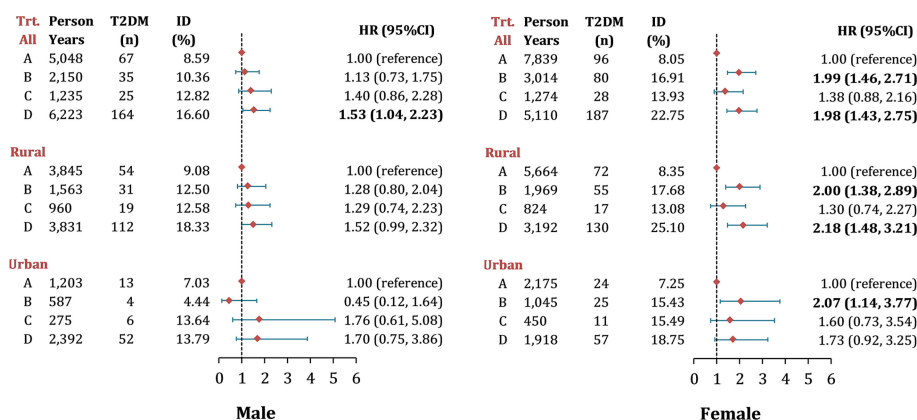 Trt. Person T2DM ID HR (95%CI)
All Years (n) (%)
A 5,048 67 8.59 1.00 (reference)
B 2,150 35 10.36 1.13 (0.73, 1.75)
C 1,235 25 12.82 1.40 (0.86, 2.28)
D 6,223 164 16.60 1.53 (1.04, 2.23)
Rural
A 3,845 54 9.08 1.00 (reference)
B 1,563 31 12.50 1.28 (0.80, 2.04)
C 960 19 12.58 1.29 (0.74, 2.23)
D 3,831 112 18.33 1.52 (0.99, 2.32)
Urban
A 1,203 13 7.03 1.00 (reference)
B 587 4 4.44 0.45 (0.12, 1.64)
C 275 6 13.64 1.76 (0.61, 5.08)
D 2,392 52 13.79 1.70 (0.75, 3.86)
0 1 2 3 4 5 6
Male
Trt. Person T2DM ID HR (95%CI)
All Years (n) (%)
A 7,839 96 8.05 1.00 (reference)
B 3,014 80 16.91 1.99 (1.46, 2.71)
C 1,274 28 13.93 1.38 (0.88, 2.16)
D 5,110 187 22.75 1.98 (1.43, 2.75)
Rural
A 5,664 72 8.35 1.00 (reference)
B 1,969 55 17.68 2.00 (1.38, 2.89)
C 824 17 13.08 1.30 (0.74, 2.27)
D 3,192 130 25.10 2.18 (1.48, 3.21)
Urban
A 2,175 24 7.25 1.00 (reference)
B 1,045 25 15.43 2.07 (1.14, 3.77)
C 450 11 15.49 1.60 (0.73, 3.54)
D 1,918 57 18.75 1.73 (0.92, 3.25)
0 1 2 3 4 5 6
Female